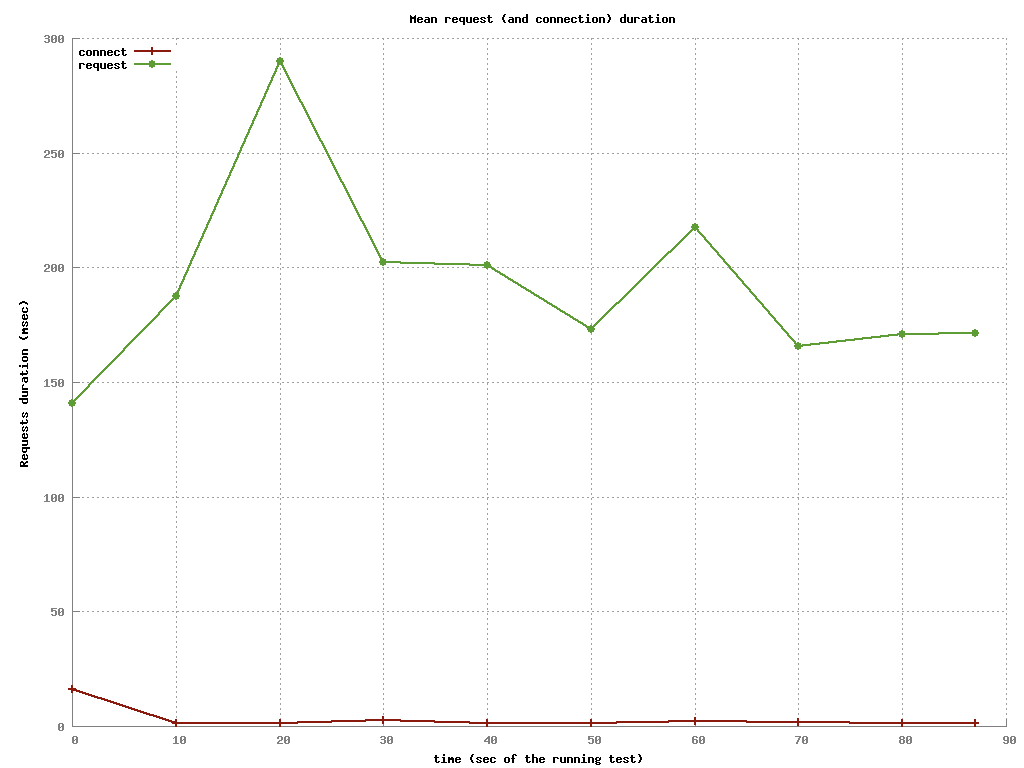 Mean request (and connection) duration
connect
request
300
250
200
150
100
50
0
Requests duration (msec)
0 10 20 30 40 50 60 70 80 90
time (sec of the running test)